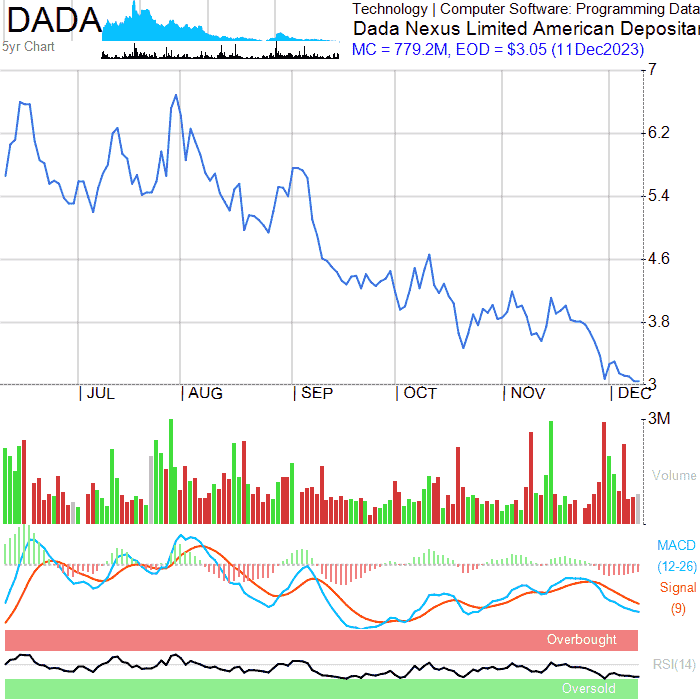 DADA
5yr Chart
Technology | Computer Software: Programming Data
Dada Nexus Limited American Depositar
MC = 779.2M, EOD = $3.05 (11Dec2023)
7
6.2
5.4
4.6
3.8
3
JUL
AUG
SEP
OCT
NOV
DEC
3M
Volume
MACD
(12-26)
Signal
(9)
Overbought
RSI(14)
Oversold